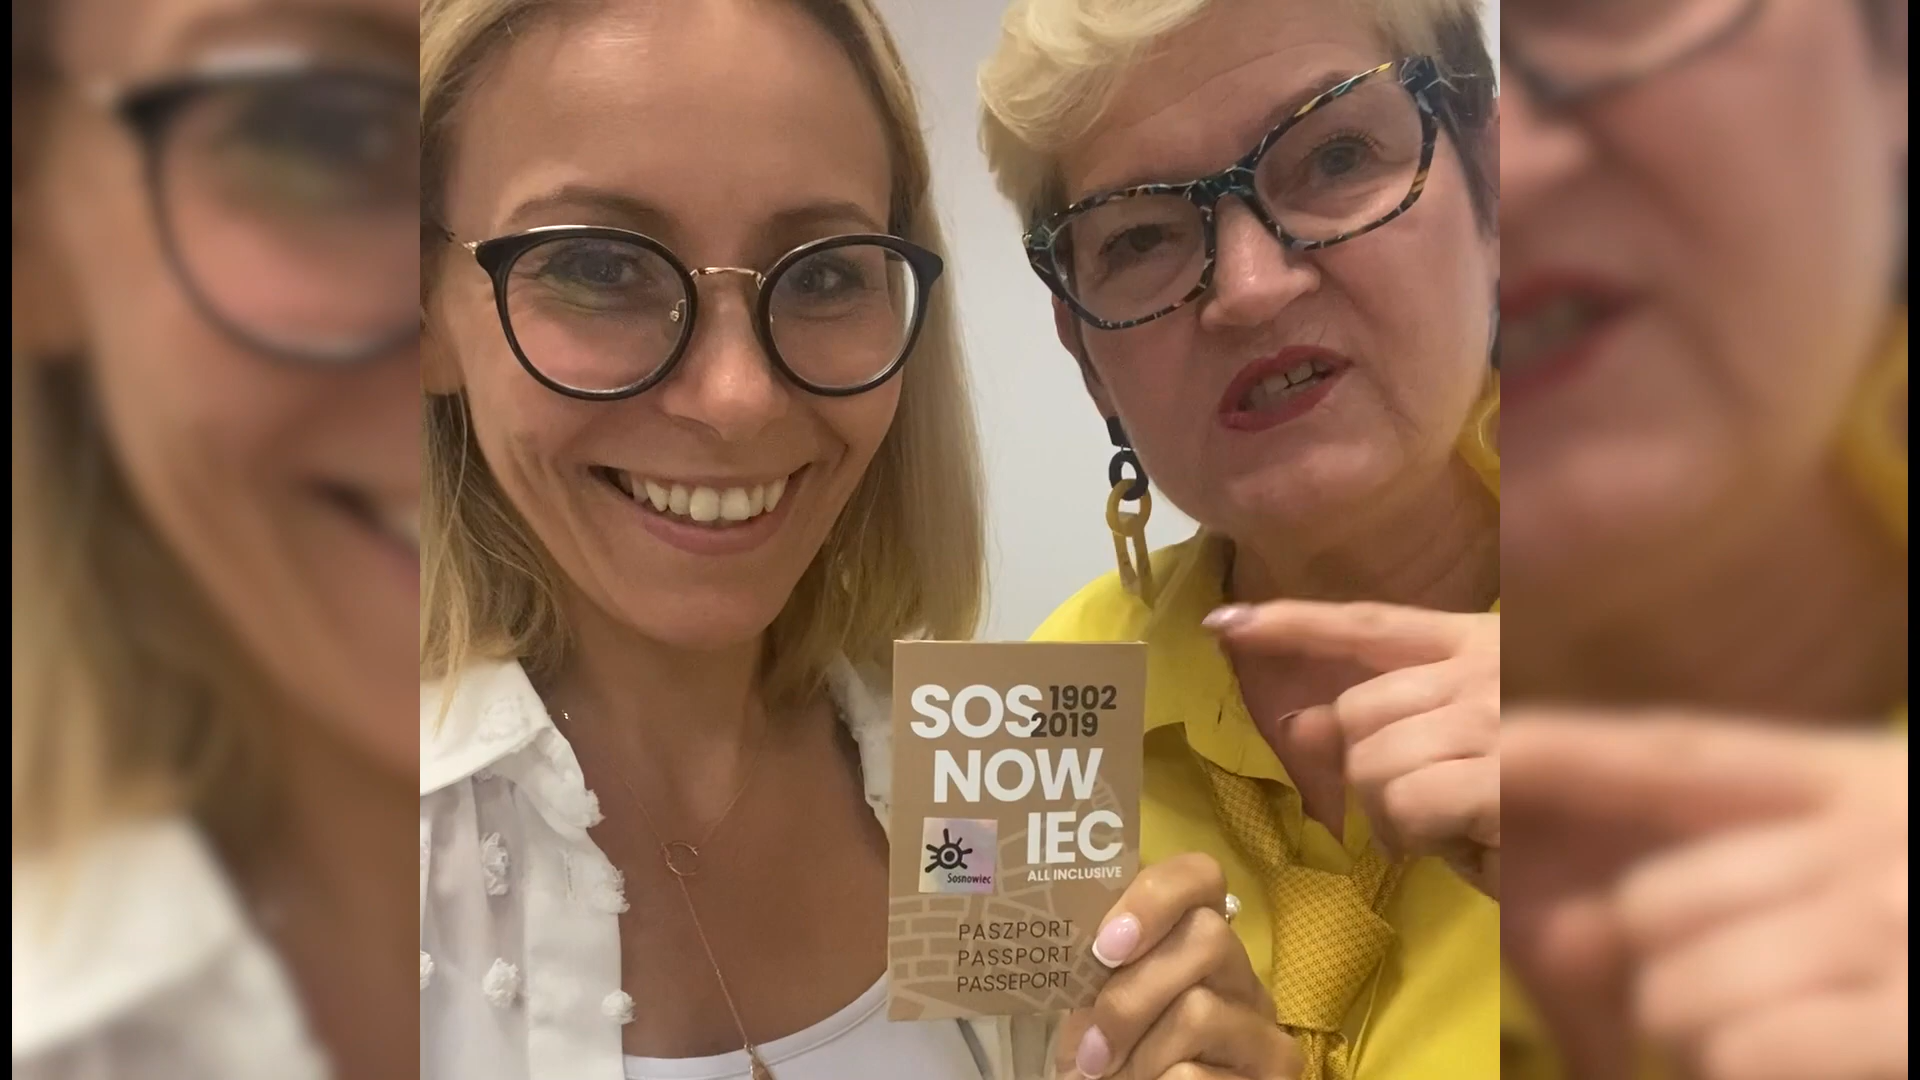 SOS 1902
2019
NOW
IEC
ALL INCLUSIVE
Sosnowiec
PASZPORT
PASSPORT
PASSEPORT